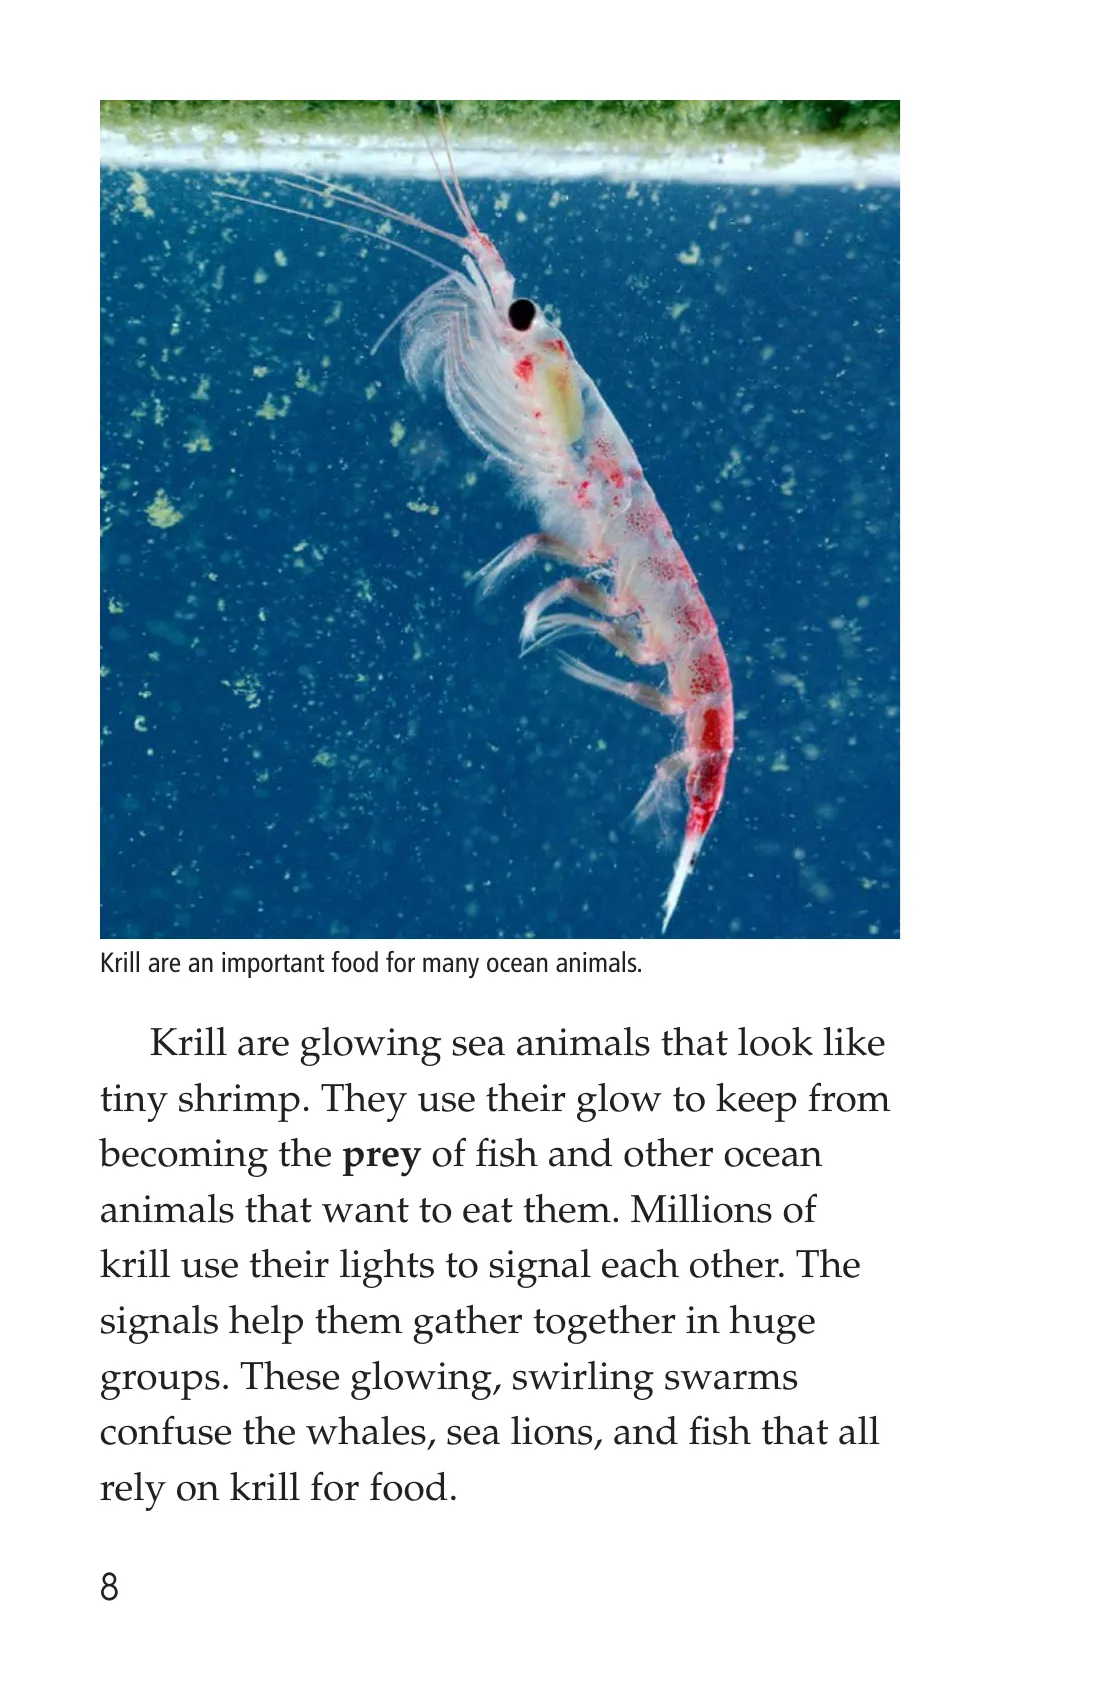 Krill are an important food for many ocean animals.
Krill are glowing sea animals that look like
tiny shrimp. They use their glow to keep from
becoming the prey of fish and other ocean
animals that want to eat them. Millions of
krill use their lights to signal each other. The
signals help them gather together in huge
groups. These glowing, swirling swarms
confuse the whales, sea lions, and fish that all
rely on krill for food.
8